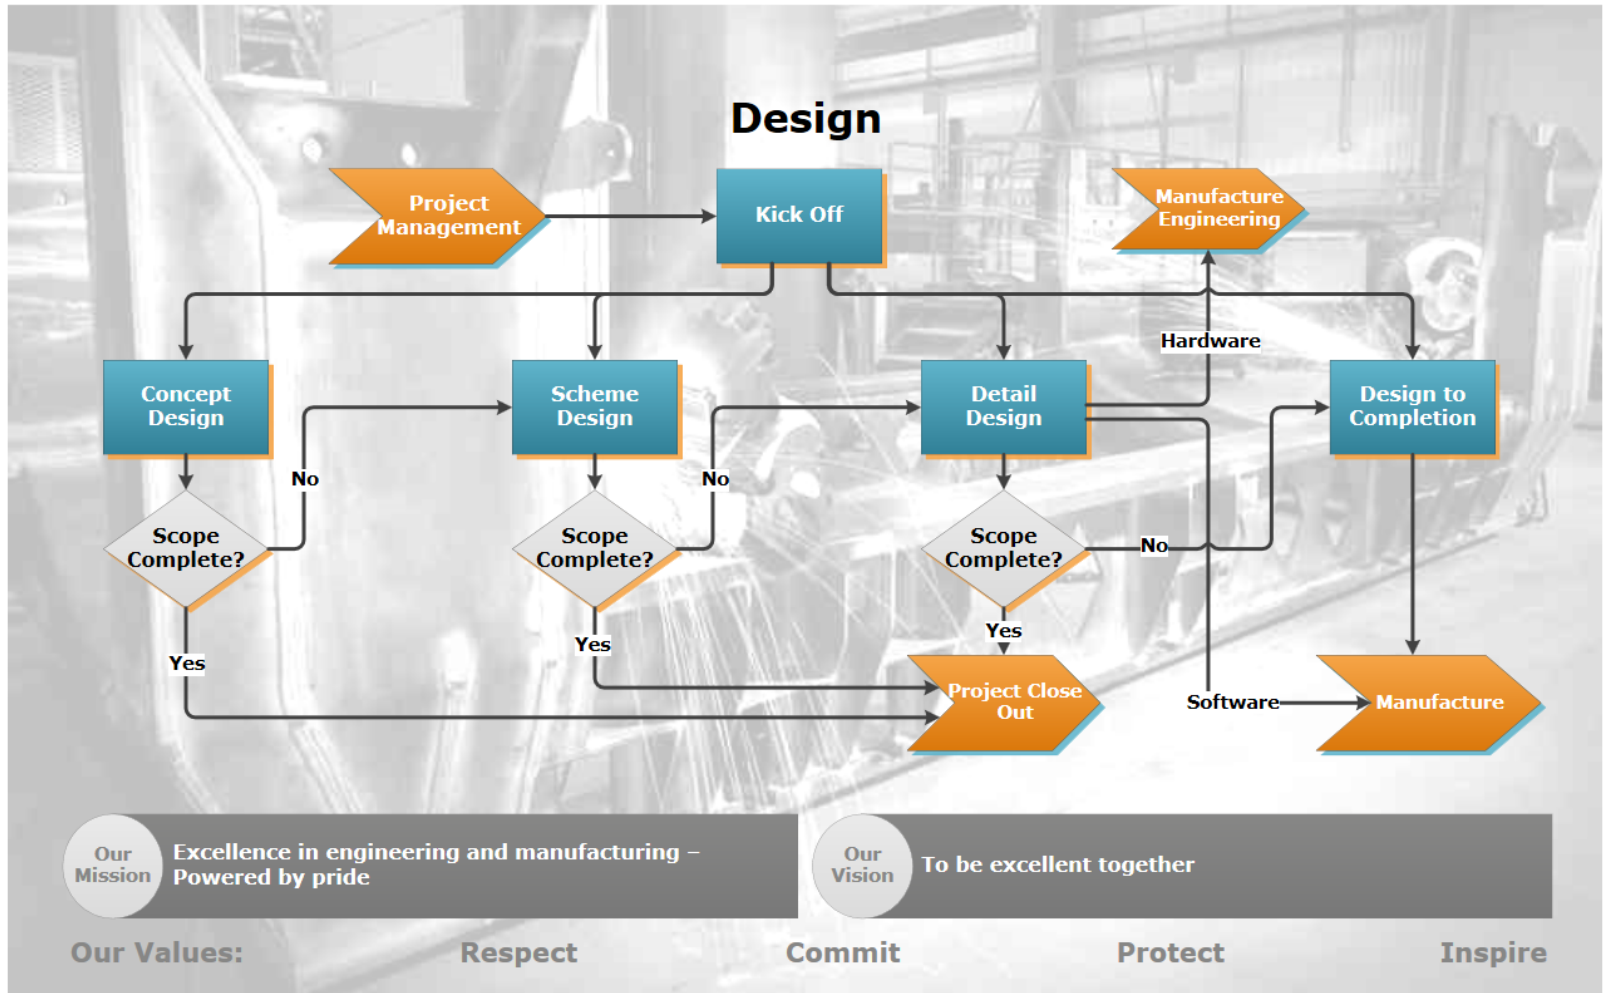 Design
Project
Management
Kick Off
Manufacture
Engineering
Hardware
Concept
Design
Scheme
Design
Detail
Design
Design to
Completion
No
No
Scope
Complete?
Scope
Complete?
Scope
Complete?
No
Yes
Yes
Yes
Project Close
Out
Software
Manufacture
Our
Mission
Excellence in engineering and manufacturing –
Powered by pride
Our
Vision
To be excellent together
Our Values:
Respect
Commit
Protect
Inspire